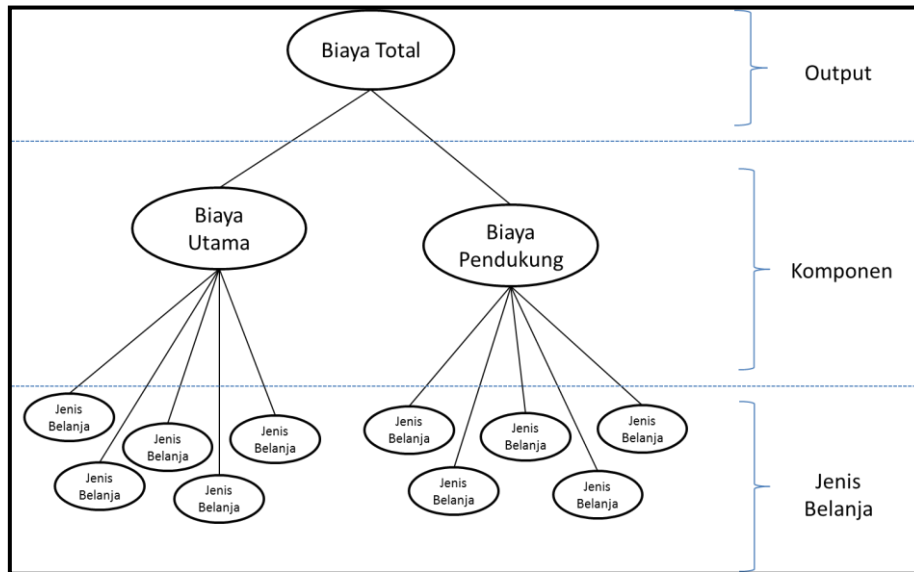 Biaya Total
Output
Biaya
Utama
Biaya
Pendukung
Komponen
Jenis
Belanja
Jenis
Belanja
Jenis
Belanja
Jenis
Belanja
Jenis
Belanja
Jenis
Belanja
Jenis
Belanja
Jenis
Belanja
Jenis
Belanja
Jenis
Belanja
Jenis
Belanja